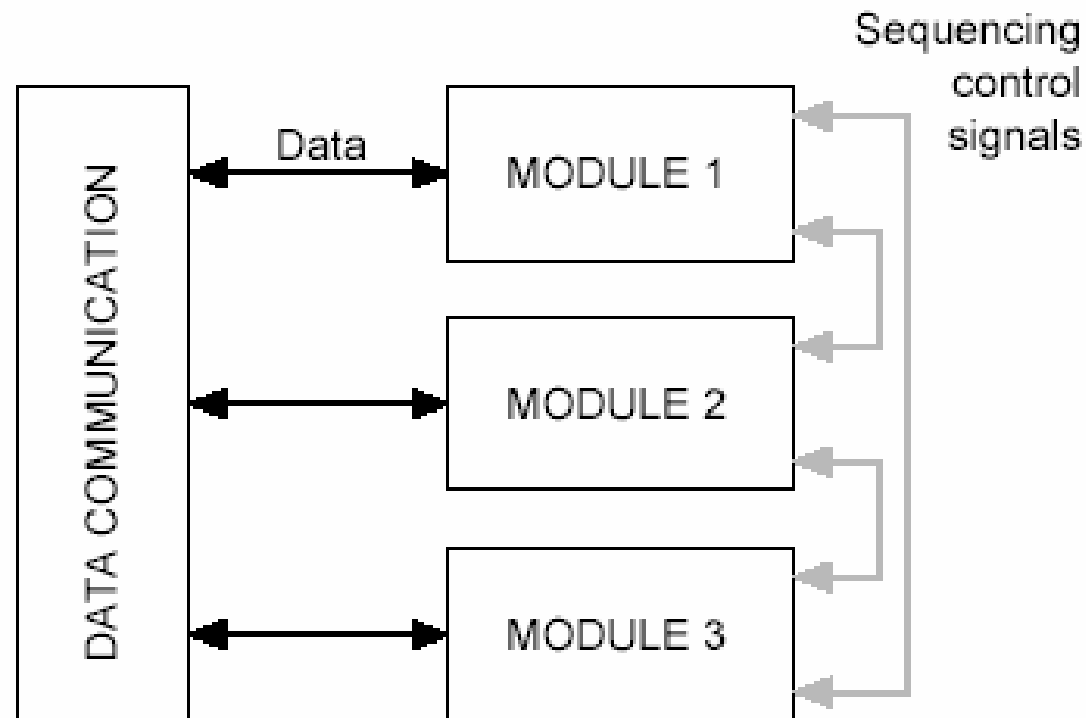 Sequencing
control
signals
DATA COMMUNICATION
Data
MODULE 1
MODULE 2
MODULE 3